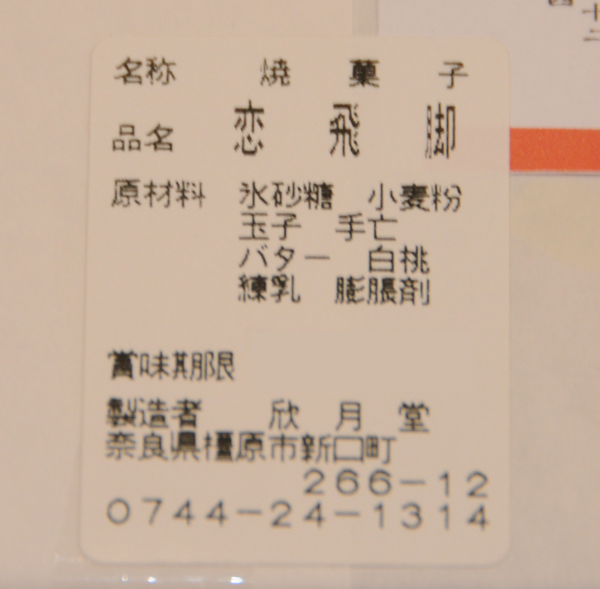 名称 焼菓子
品名 恋飛脚
原材料 氷砂糖 小麦粉
玉子 手亡
バター 白桃
練乳 膨脹剤
賞味期限
製造者 欣月堂
奈良県橿原市新口町
266-12
0744-24-1314
十二